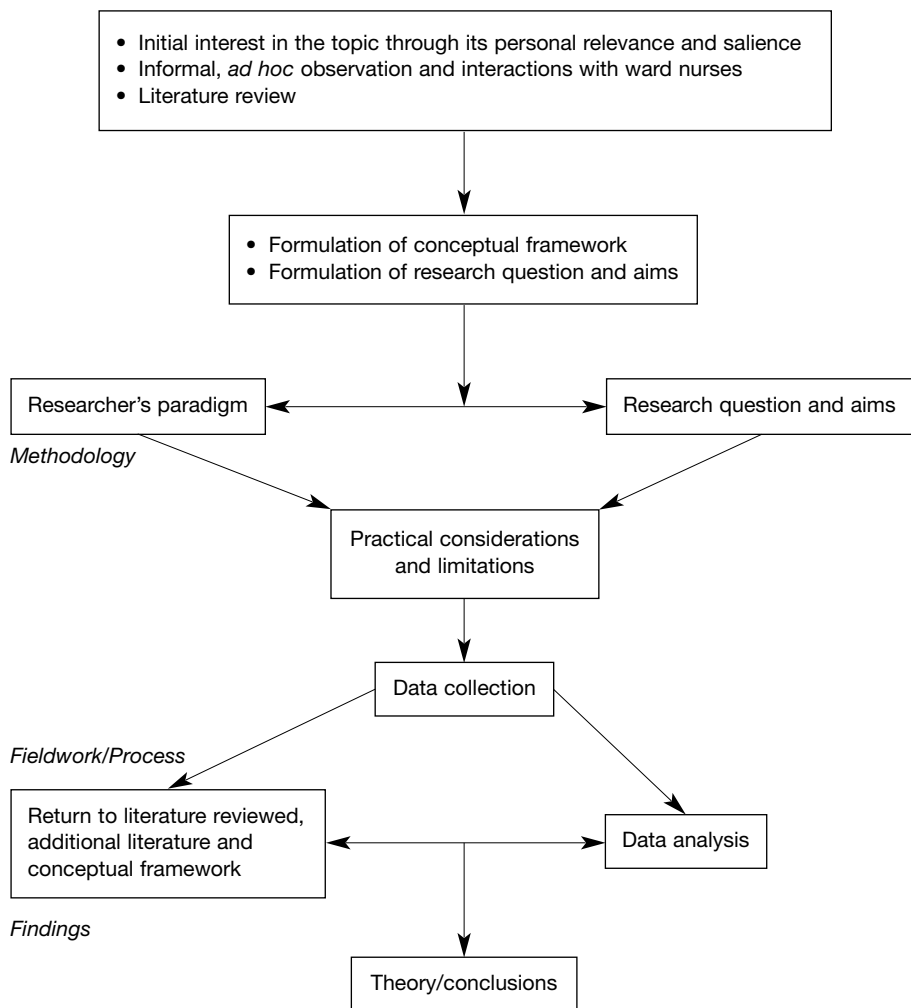 • Initial interest in the topic through its personal relevance and salience
• Informal, ad hoc observation and interactions with ward nurses
• Literature review
• Formulation of conceptual framework
• Formulation of research question and aims
Researcher's paradigm
Research question and aims
Methodology
Practical considerations
and limitations
Data collection
Fieldwork/Process
Return to literature reviewed,
additional literature and
conceptual framework
Data analysis
Findings
Theory/conclusions